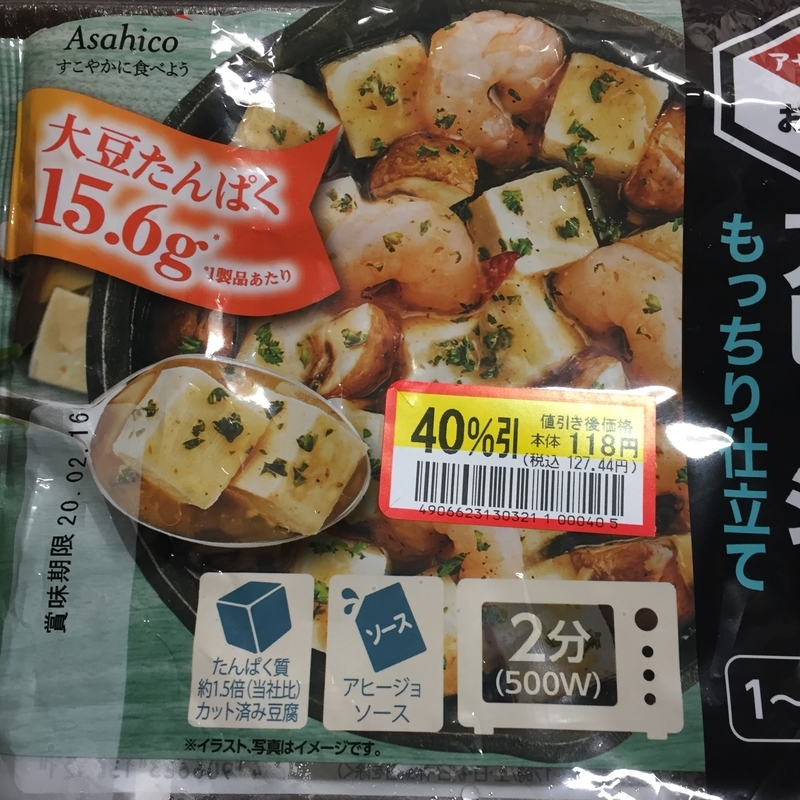 Asahico
すこやかに食べよう
大豆たんぱく
15.6g*
*1製品あたり
もっちり仕立て
賞味期限 20.02.16
40%引
値引き後価格
本体 118円
(税込 127.44円)
4906623130321 1 00040 5
たんぱく質
約1.5倍(当社比)
カット済み豆腐
ソース
アヒージョ
ソース
2分
(500W)
1~
※イラスト、写真はイメージです。